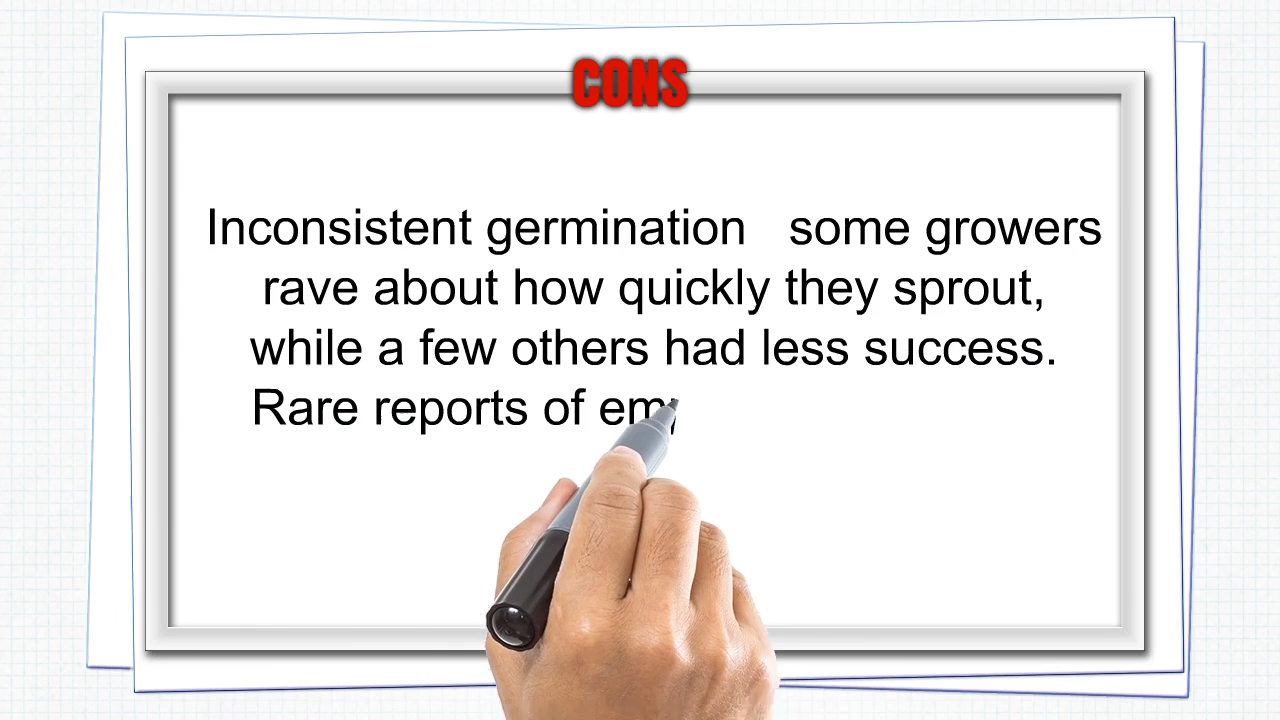 CONS
Inconsistent germination some growers
rave about how quickly they sprout,
while a few others had less success.
Rare reports of